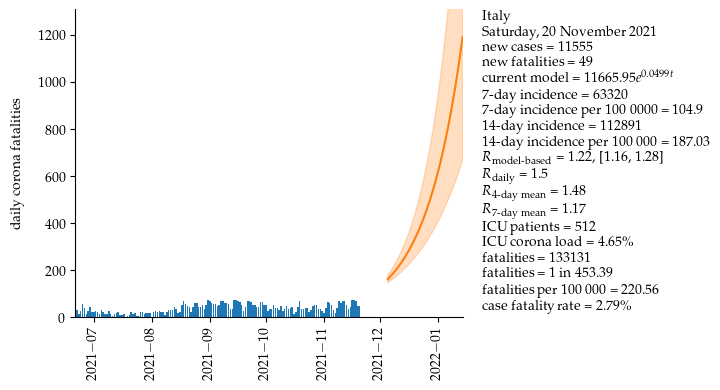 daily corona fatalities
1200
1000
800
600
400
200
0
2021−07
2021−08
2021−09
2021−10
2021−11
2021−12
2022−01
Italy
Saturday, 20 November 2021
new cases = 11555
new fatalities = 49
current model = 11665.95e^0.0499t
7-day incidence = 63320
7-day incidence per 100 0000 = 104.9
14-day incidence = 112891
14-day incidence per 100 000 = 187.03
R model-based = 1.22, [1.16, 1.28]
R daily = 1.5
R 4-day mean = 1.48
R 7-day mean = 1.17
ICU patients = 512
ICU corona load = 4.65%
fatalities = 133131
fatalities = 1 in 453.39
fatalities per 100 000 = 220.56
case fatality rate = 2.79%